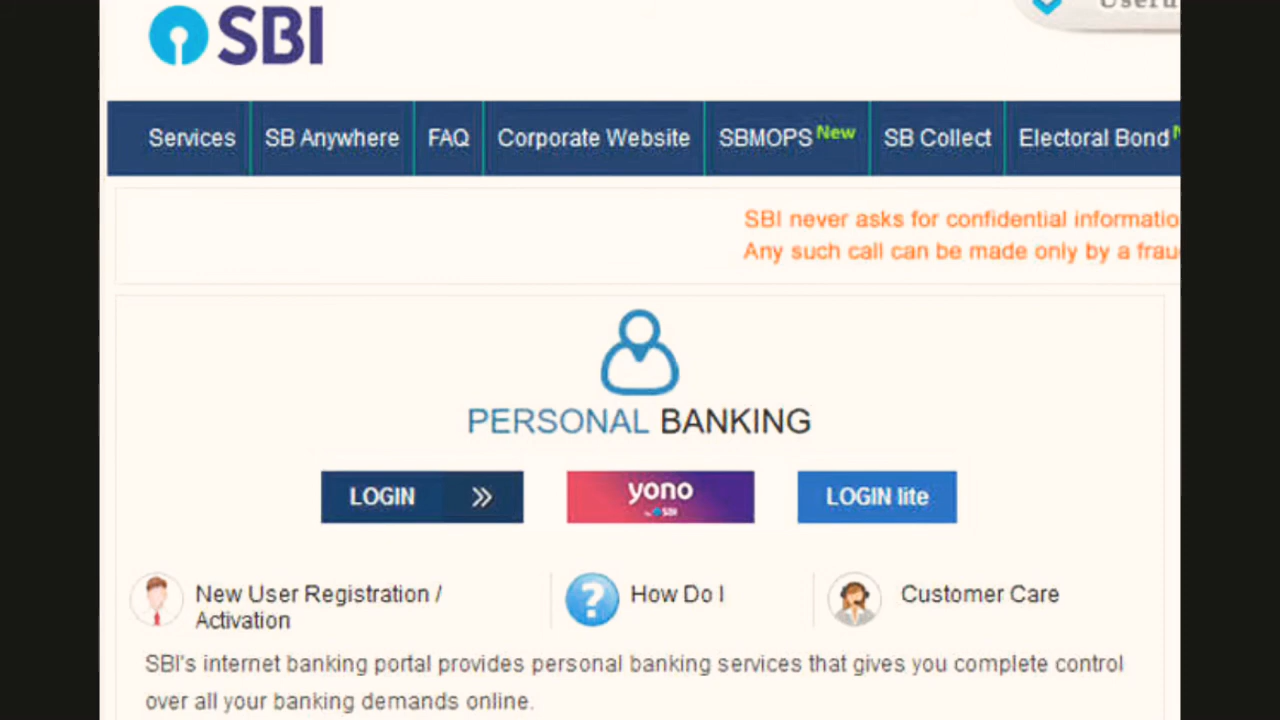 SBI
Services SB Anywhere FAQ Corporate Website SBMOPS New SB Collect Electoral Bond
SBI never asks for confidential
Any such call can be made only by a
PERSONAL BANKING
LOGIN yono LOGIN lite
by SBI
New User Registration / How Do I Customer Care
Activation
SBI's internet banking portal provides personal banking services that gives you complete control
over all your banking demands online.